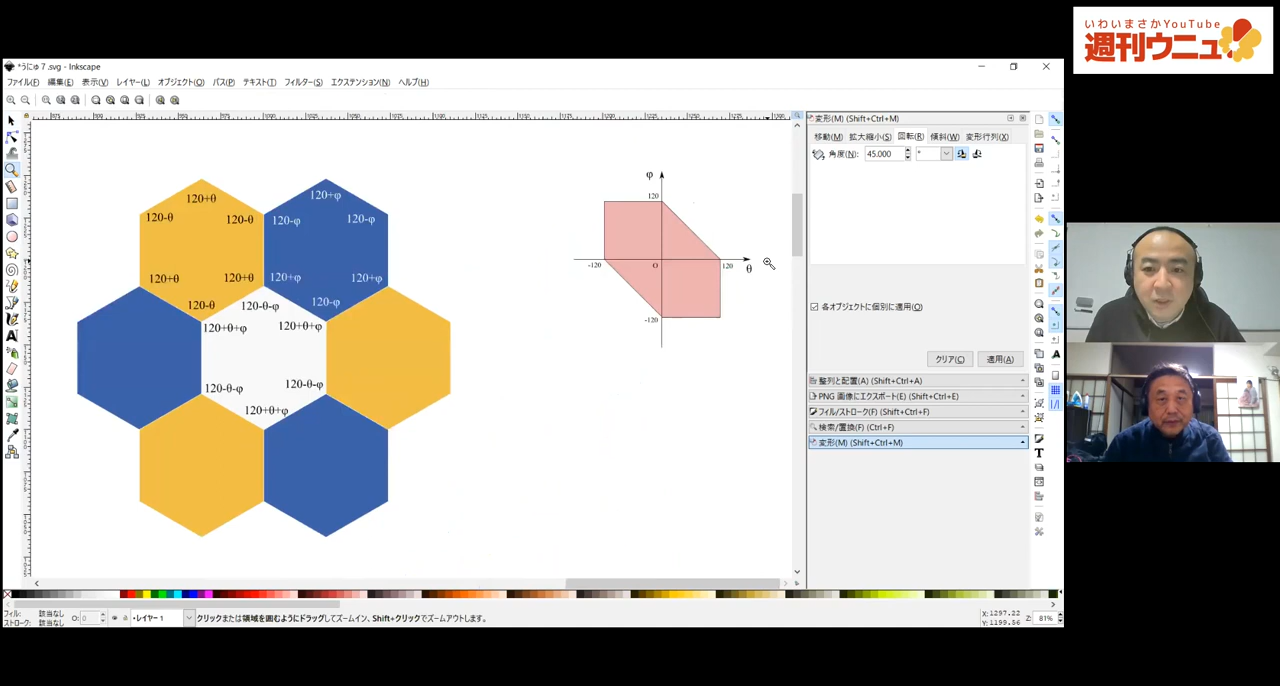 いわいまさかYouTube
週刊ウニュ
*うにゅ７.svg - Inkscape
ファイル(F) 編集(E) 表示(V) レイヤー(L) オブジェクト(O) パス(P) テキスト(T) フィルター(S) エクステンション(N) ヘルプ(H)
変形(M) (Shift+Ctrl+M)
移動(M) 拡大縮小(S) 回転(R) 傾斜(W) 変形行列(X)
角度(N): 45.000 °
120+θ
120-θ
120-θ
120+θ
120+θ
120-θ
120+φ
120-φ
120-φ
120+φ
120+φ
120-φ
120-θ-φ
120+θ+φ
120+θ+φ
120-θ-φ
120-θ-φ
120+θ+φ
φ
120
-120
O
120
θ
-120
各オブジェクトに個別に適用(O)
クリア(C) 適用(A)
整列と配置(A) (Shift+Ctrl+A)
PNG 画像にエクスポート(E) (Shift+Ctrl+E)
フィル/ストローク(F) (Shift+Ctrl+F)
検索/置換(F) (Ctrl+F)
変形(M) (Shift+Ctrl+M)
フィル: 該当なし
ストローク: 該当なし
O: 0
レイヤー 1
クリックまたは領域を囲むようにドラッグしてズームイン、Shift+クリックでズームアウトします。
X: 1297.22
Y: 1199.56
Z: 81%